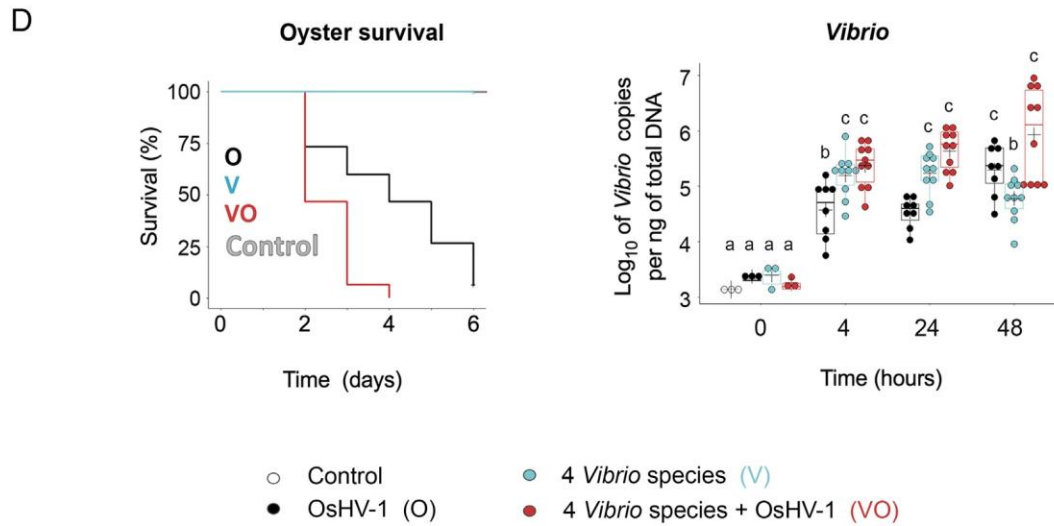 D
Oyster survival
Survival (%)
100
75
50
25
0
O
V
VO
Control
0
2
4
6
Time (days)
Vibrio
Log10 of Vibrio copies
per ng of total DNA
7
6
5
4
3
a a a a
b c c
c c
c b c
0
4
24
48
Time (hours)
Control
OsHV-1 (O)
4 Vibrio species (V)
4 Vibrio species + OsHV-1 (VO)